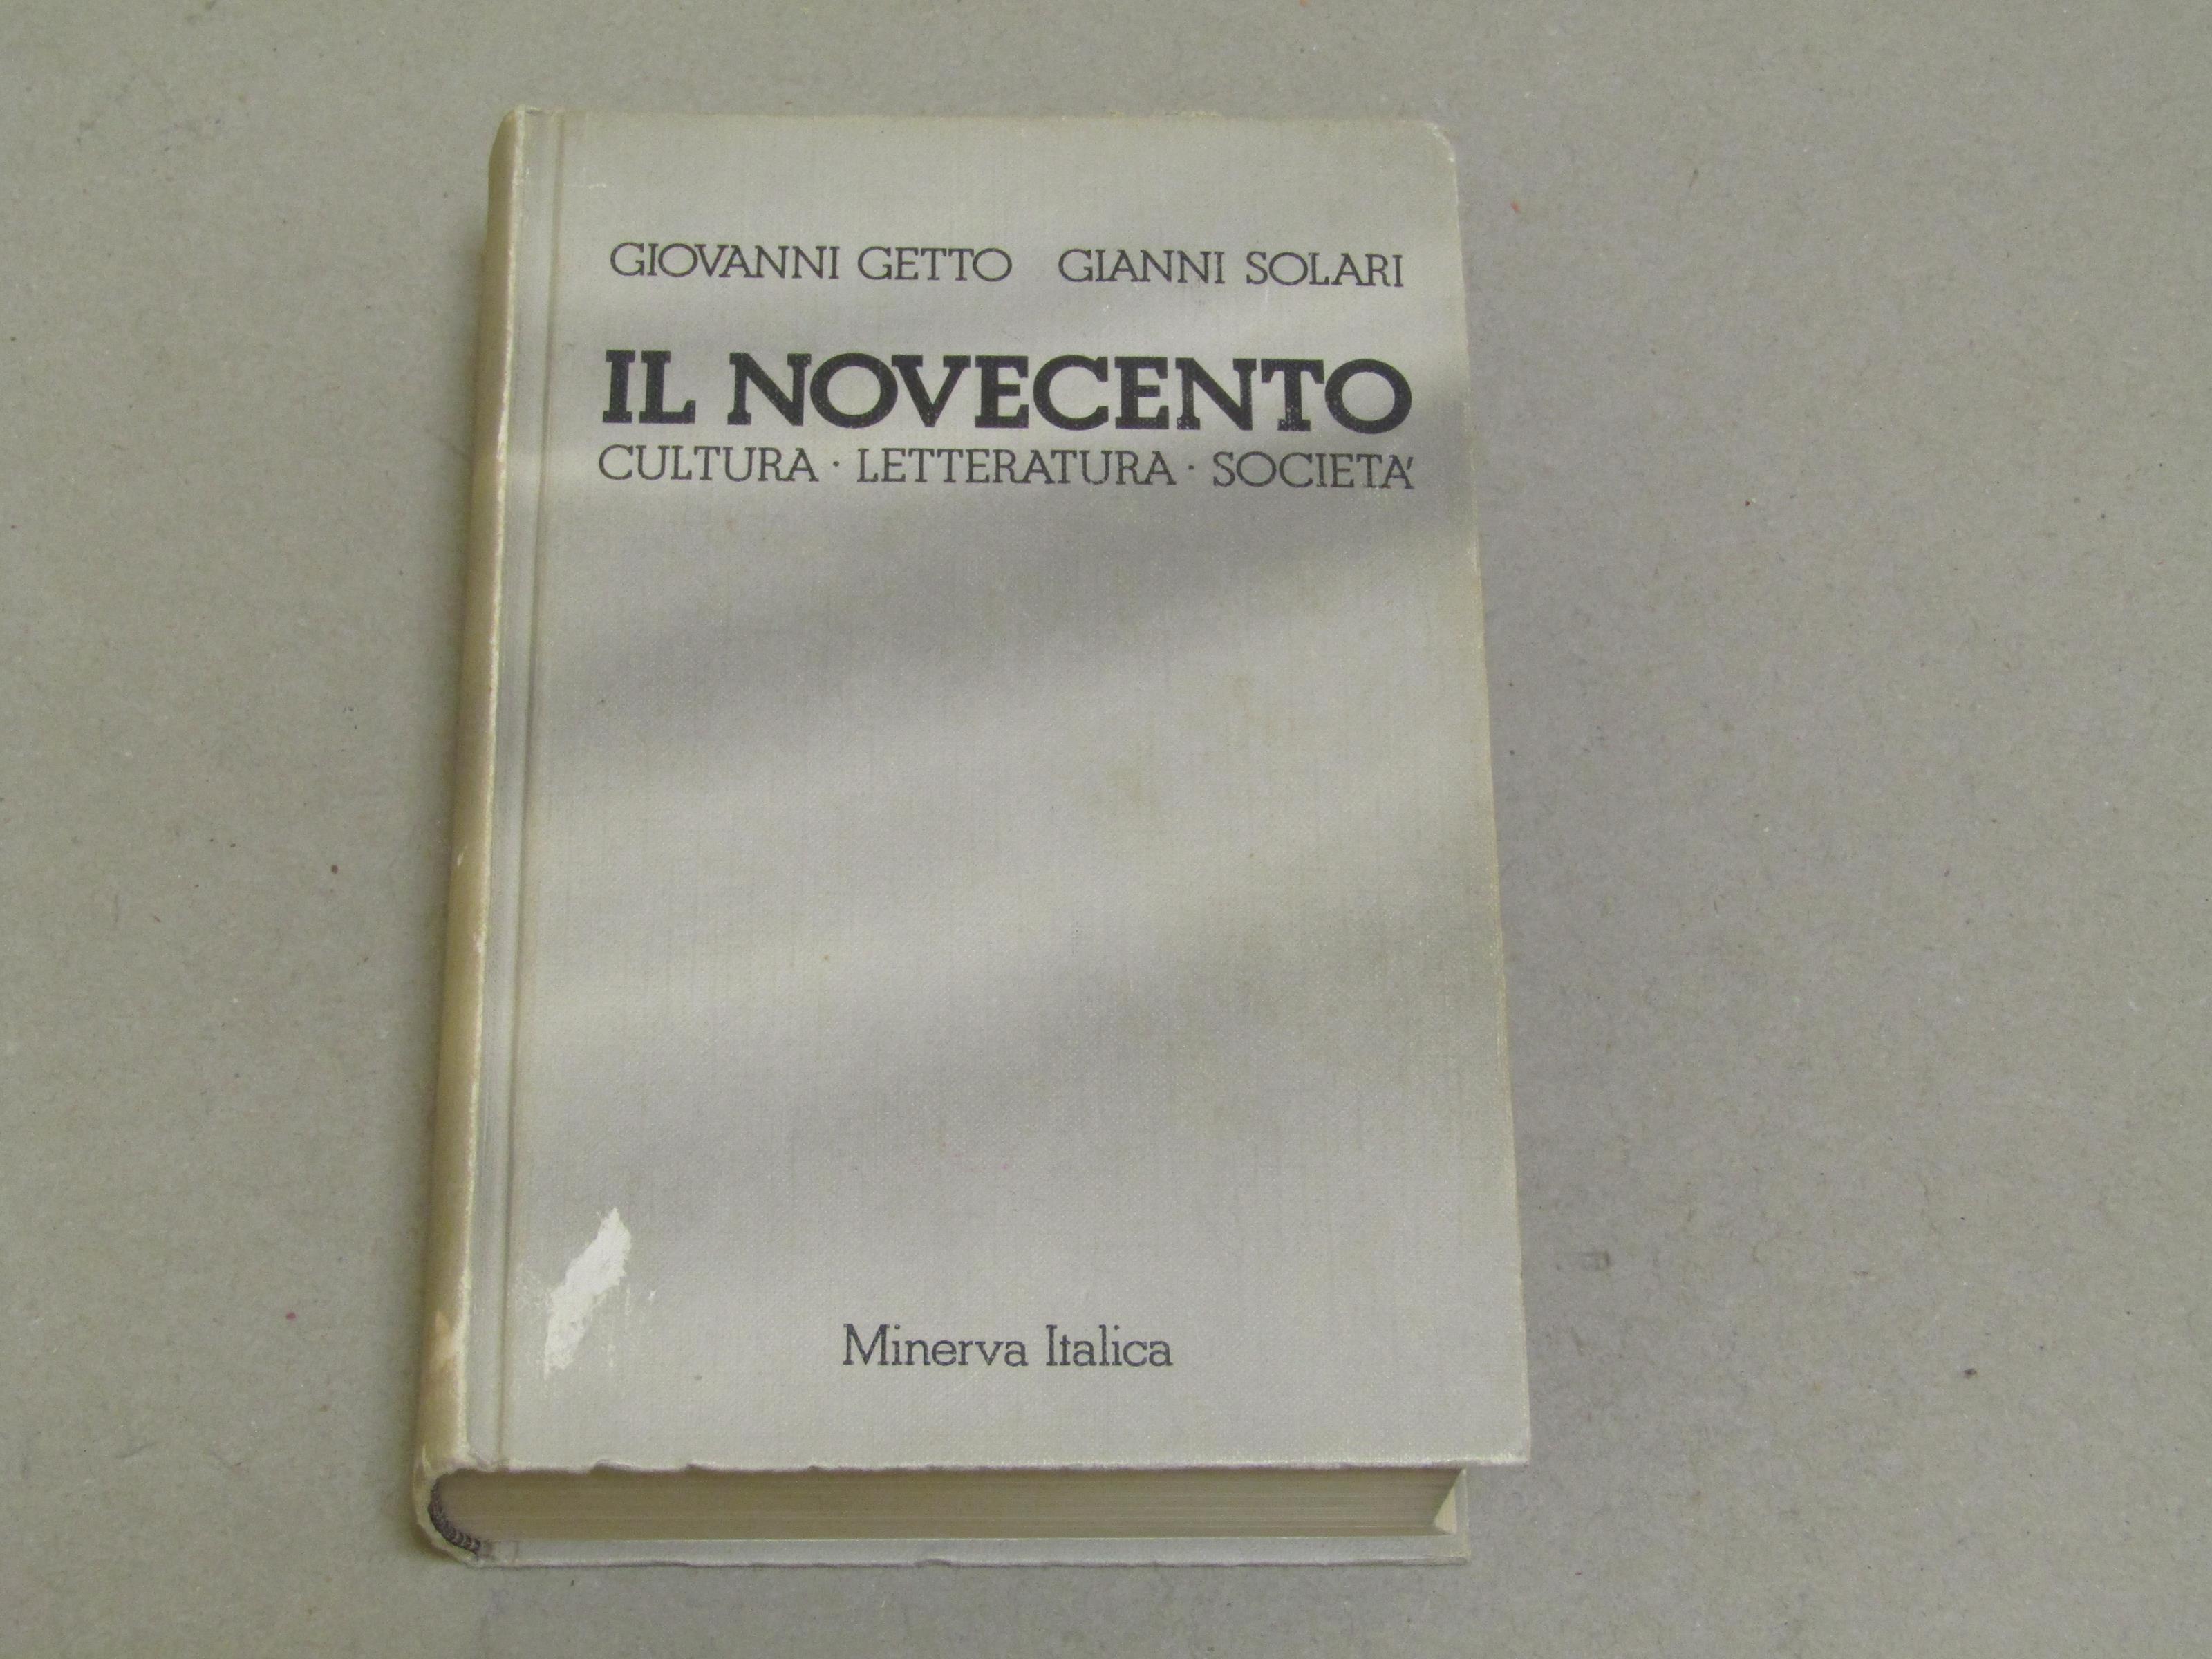 GIOVANNI GETTO GIANNI SOLARI
IL NOVECENTO
CULTURA · LETTERATURA · SOCIETA'
Minerva Italica